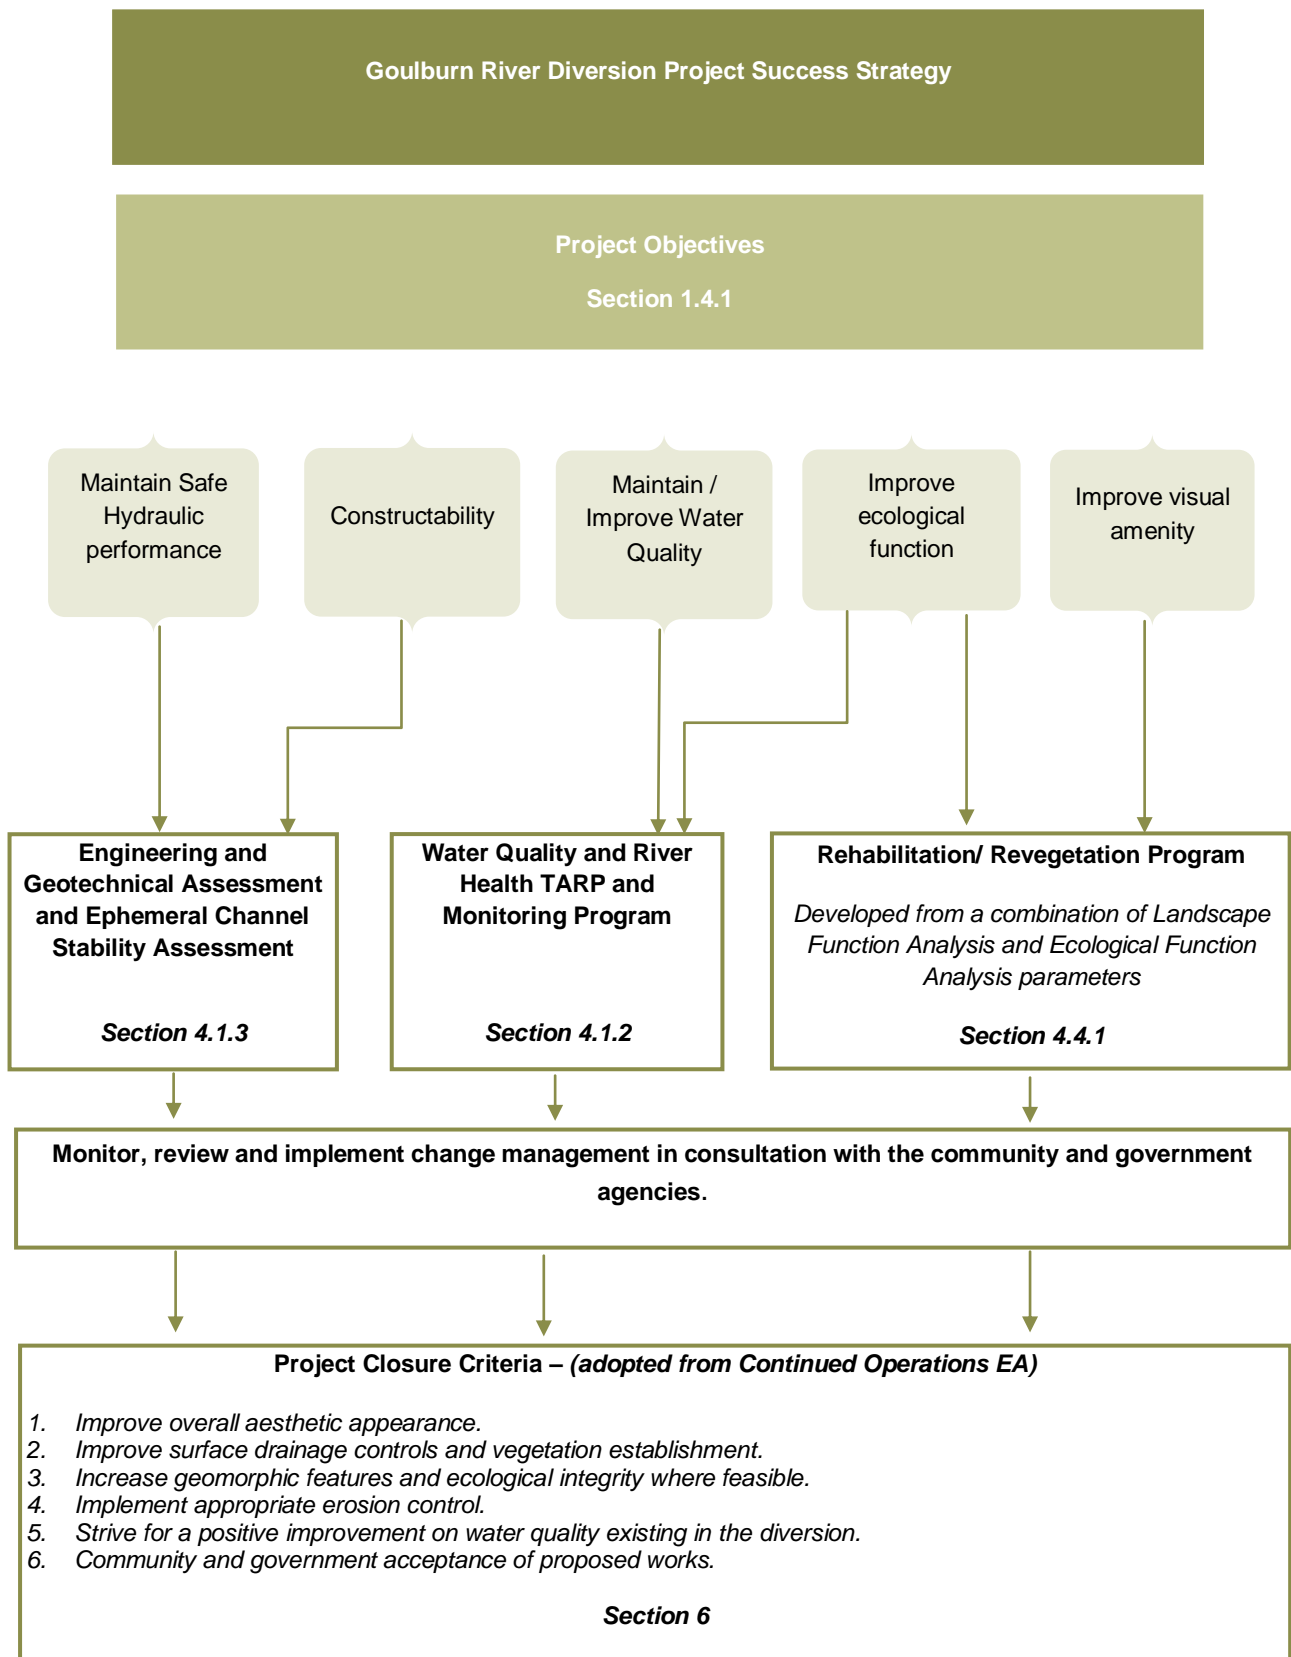 Goulburn River Diversion Project Success Strategy
Project Objectives
Section 1.4.1
Maintain Safe
Hydraulic
performance
Constructability
Maintain /
Improve Water
Quality
Improve
ecological
function
Improve visual
amenity
Engineering and
Geotechnical Assessment
and Ephemeral Channel
Stability Assessment
Section 4.1.3
Water Quality and River
Health TARP and
Monitoring Program
Section 4.1.2
Rehabilitation/ Revegetation Program
Developed from a combination of Landscape
Function Analysis and Ecological Function
Analysis parameters
Section 4.4.1
Monitor, review and implement change management in consultation with the community and government
agencies.
Project Closure Criteria – (adopted from Continued Operations EA)
1. Improve overall aesthetic appearance.
2. Improve surface drainage controls and vegetation establishment.
3. Increase geomorphic features and ecological integrity where feasible.
4. Implement appropriate erosion control.
5. Strive for a positive improvement on water quality existing in the diversion.
6. Community and government acceptance of proposed works.
Section 6